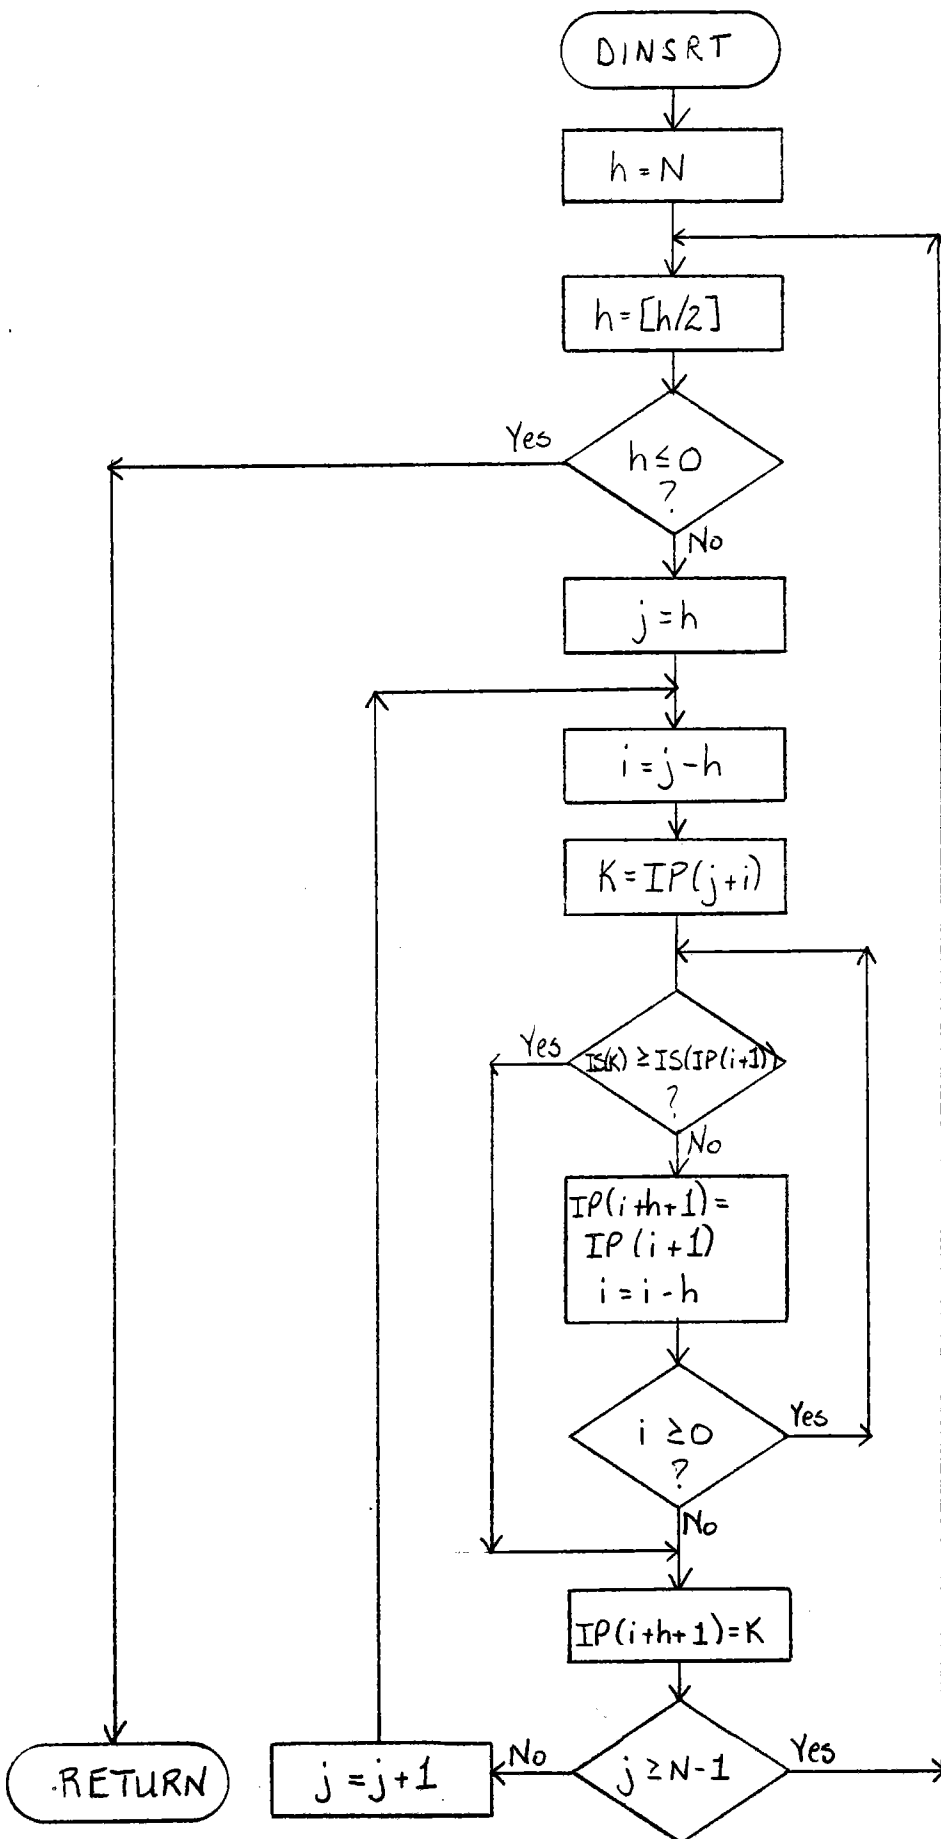 DINSRT
h = N
h = [h/2]
Yes
h ≤ 0
?
No
j = h
i = j - h
K = IP(j+i)
Yes
IS(K) ≥ IS(IP(i+1))
?
No
IP(i+h+1) =
IP(i+1)
i = i - h
i ≥ 0
?
Yes
No
IP(i+h+1) = K
RETURN
j = j + 1
No
j ≥ N-1
Yes